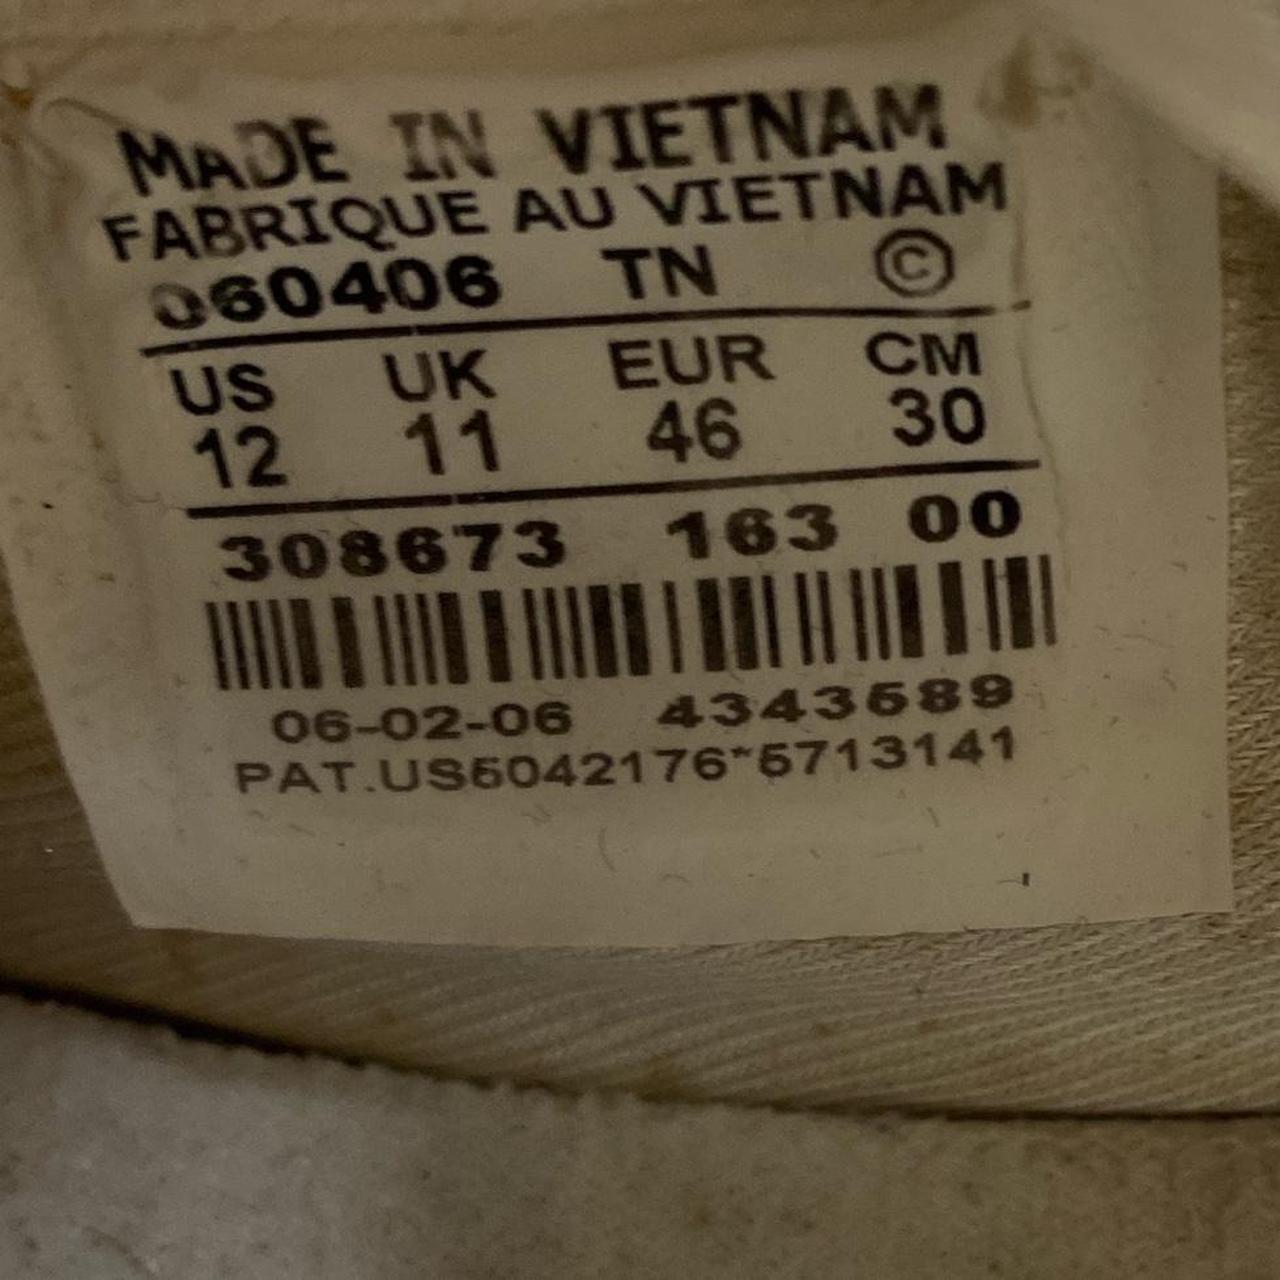 MADE IN VIETNAM
FABRIQUE AU VIETNAM
060406 TN ©
US UK EUR CM
12 11 46 30
308673 163 00
06-02-06 4343589
PAT.US5042176*5713141